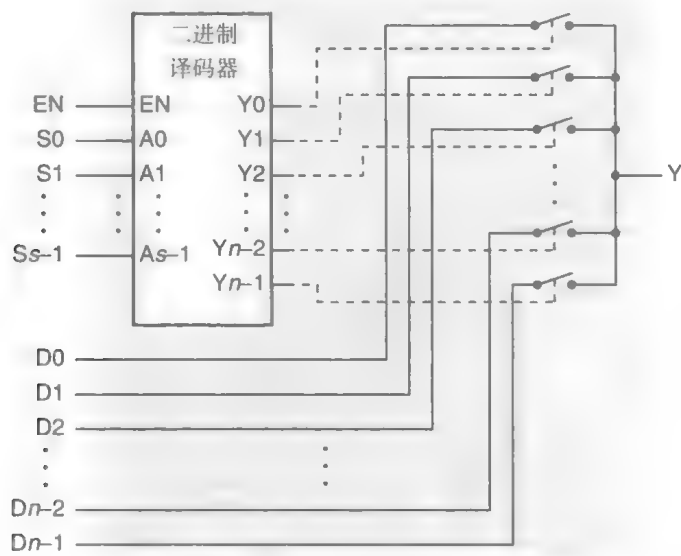 二进制
译码器
EN EN Y0
S0 A0 Y1
S1 A1 Y2
Ss-1 As-1 Yn-2
Yn-1
Y
D0
D1
D2
Dn-2
Dn-1